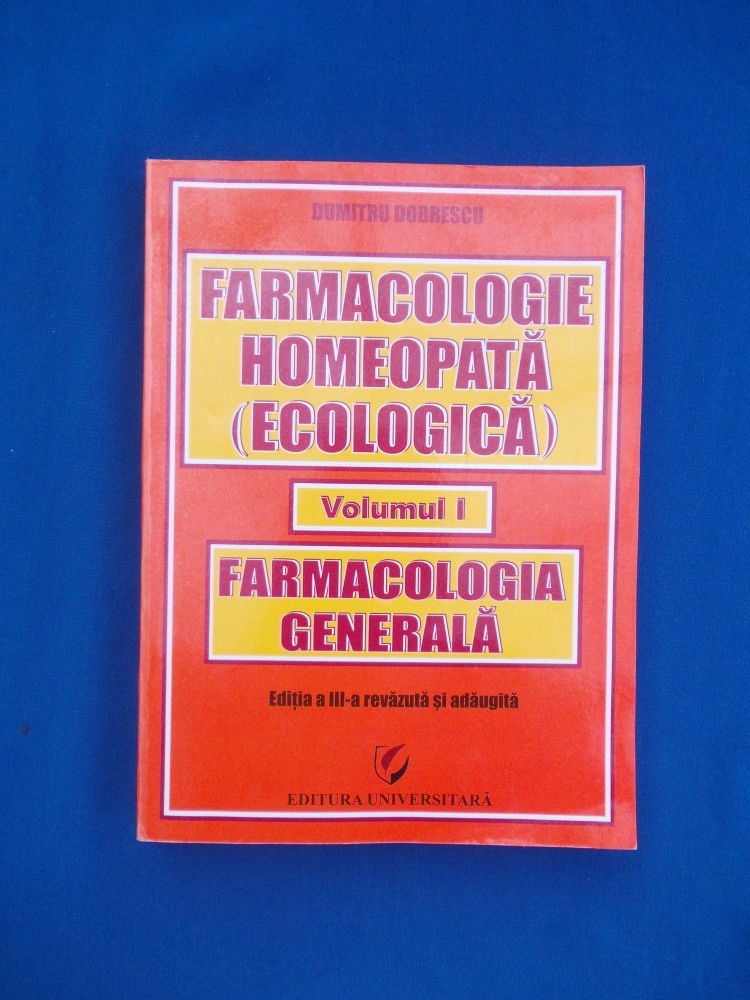 DUMITRU DOBRESCU
FARMACOLOGIE
HOMEOPATĂ
(ECOLOGICĂ)
Volumul I
FARMACOLOGIA
GENERALĂ
Ediția a III-a revăzută și adăugită
EDITURA UNIVERSITARĂ